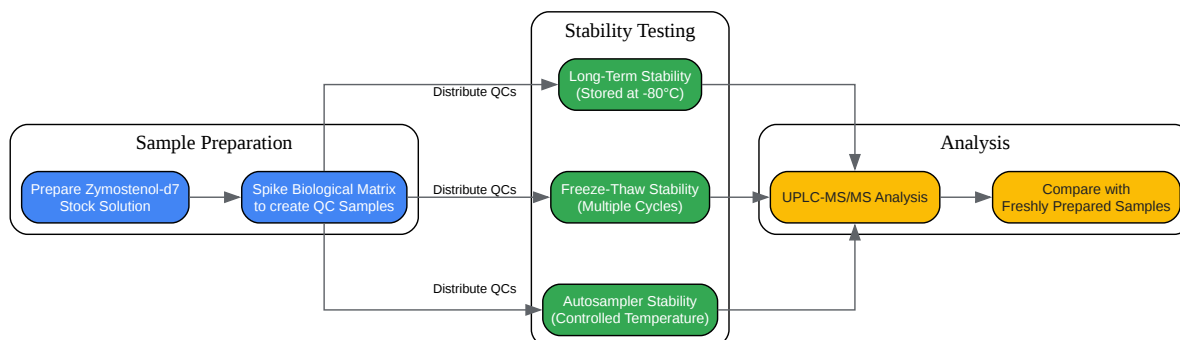 Sample Preparation
Prepare Zymostenol-d7
Stock Solution
Spike Biological Matrix
to create QC Samples
Distribute QCs
Distribute QCs
Distribute QCs
Stability Testing
Long-Term Stability
(Stored at -80°C)
Freeze-Thaw Stability
(Multiple Cycles)
Autosampler Stability
(Controlled Temperature)
Analysis
UPLC-MS/MS Analysis
Compare with
Freshly Prepared Samples